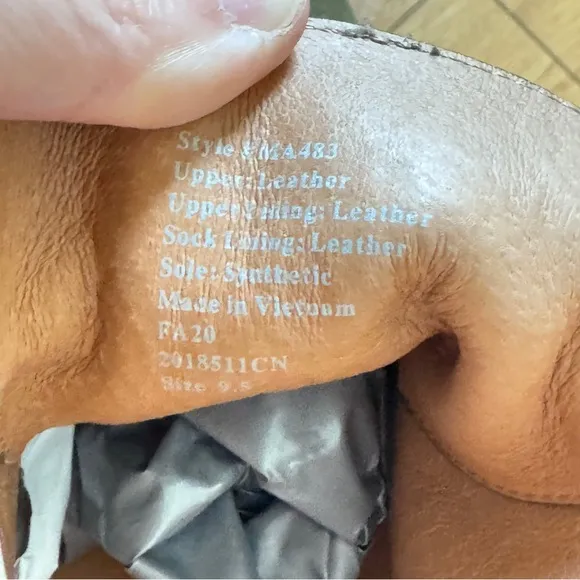 Style #MA483
Upper: Leather
Upper Lining: Leather
Sock Lining: Leather
Sole: Synthetic
Made in Vietnam
FA20
2018511CN
Size 9.5